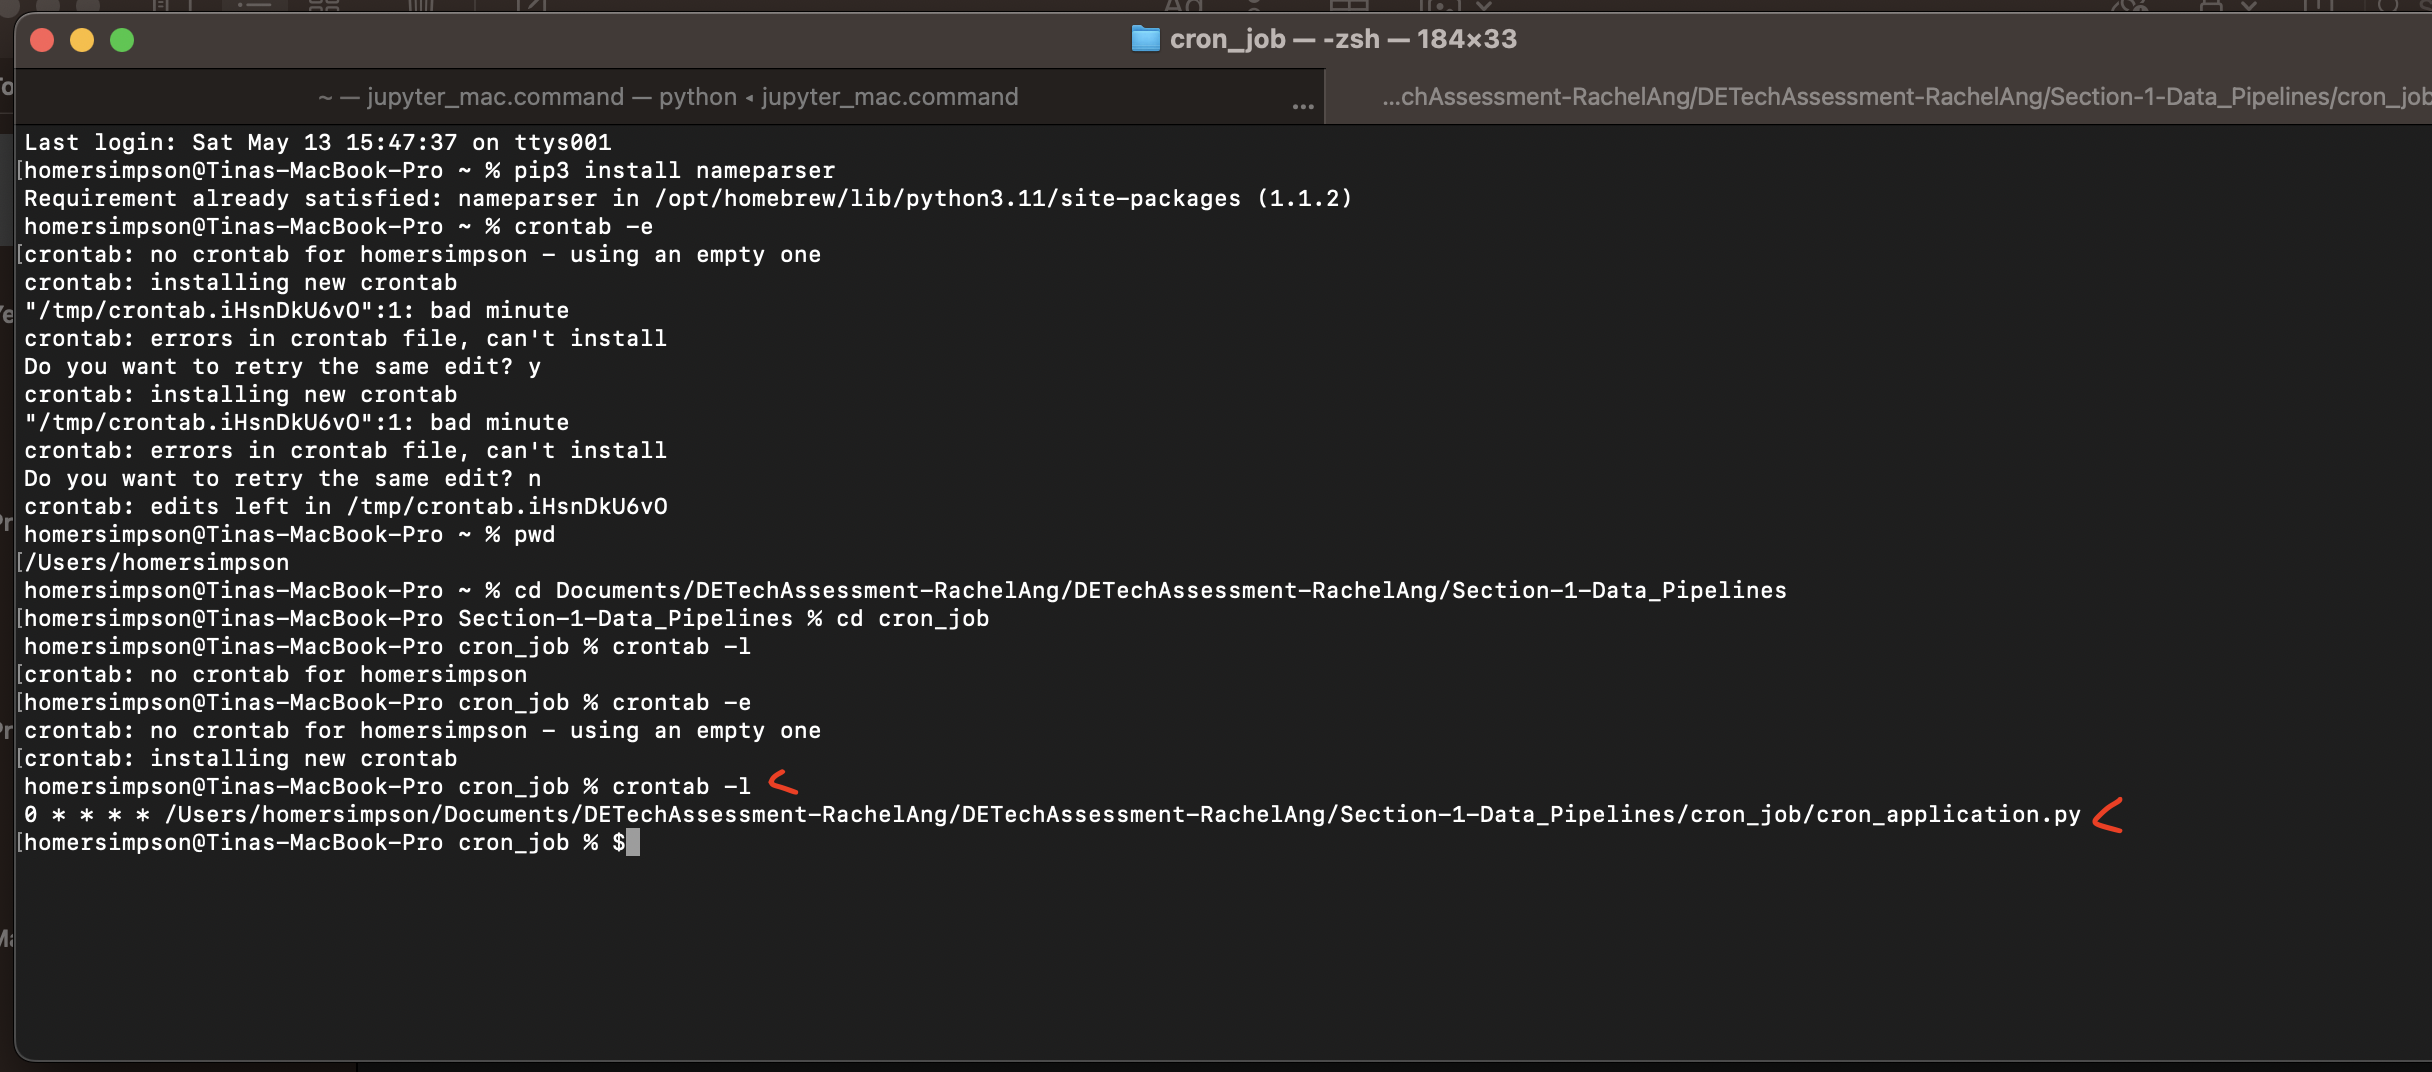 cron_job — -zsh — 184×33
~ — jupyter_mac.command — python ◂ jupyter_mac.command ...
...chAssessment-RachelAng/DETechAssessment-RachelAng/Section-1-Data_Pipelines/cron_job
Last login: Sat May 13 15:47:37 on ttys001
[homersimpson@Tinas-MacBook-Pro ~ % pip3 install nameparser
Requirement already satisfied: nameparser in /opt/homebrew/lib/python3.11/site-packages (1.1.2)
homersimpson@Tinas-MacBook-Pro ~ % crontab -e
[crontab: no crontab for homersimpson - using an empty one
crontab: installing new crontab
"/tmp/crontab.iHsnDkU6vO":1: bad minute
crontab: errors in crontab file, can't install
Do you want to retry the same edit? y
crontab: installing new crontab
"/tmp/crontab.iHsnDkU6vO":1: bad minute
crontab: errors in crontab file, can't install
Do you want to retry the same edit? n
crontab: edits left in /tmp/crontab.iHsnDkU6vO
homersimpson@Tinas-MacBook-Pro ~ % pwd
[/Users/homersimpson
homersimpson@Tinas-MacBook-Pro ~ % cd Documents/DETechAssessment-RachelAng/DETechAssessment-RachelAng/Section-1-Data_Pipelines
[homersimpson@Tinas-MacBook-Pro Section-1-Data_Pipelines % cd cron_job
homersimpson@Tinas-MacBook-Pro cron_job % crontab -l
[crontab: no crontab for homersimpson
[homersimpson@Tinas-MacBook-Pro cron_job % crontab -e
crontab: no crontab for homersimpson - using an empty one
[crontab: installing new crontab
homersimpson@Tinas-MacBook-Pro cron_job % crontab -l
0 * * * * /Users/homersimpson/Documents/DETechAssessment-RachelAng/DETechAssessment-RachelAng/Section-1-Data_Pipelines/cron_job/cron_application.py
[homersimpson@Tinas-MacBook-Pro cron_job % $